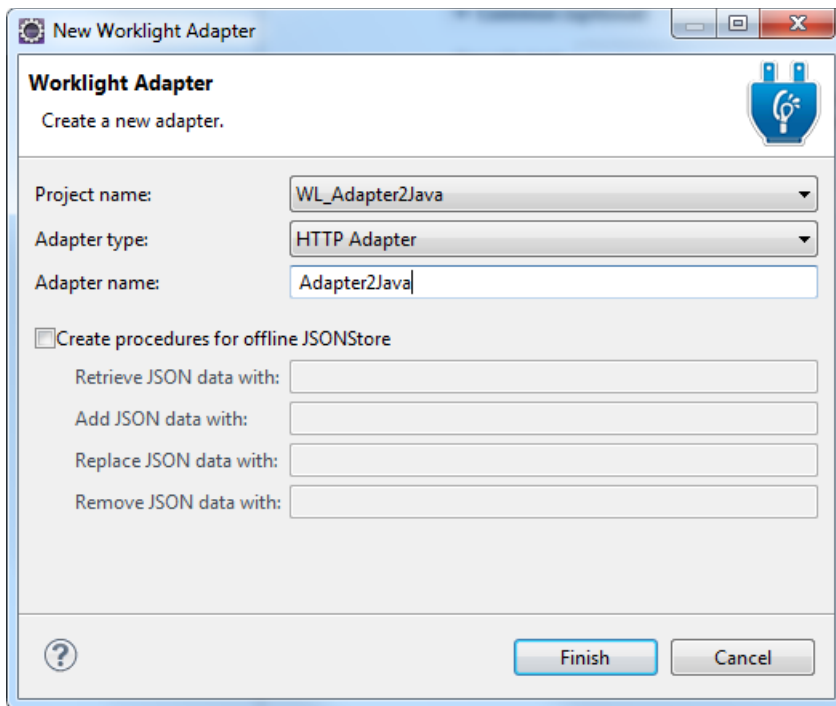 New Worklight Adapter
Worklight Adapter
Create a new adapter.
Project name: WL_Adapter2Java
Adapter type: HTTP Adapter
Adapter name: Adapter2Java
Create procedures for offline JSONStore
Retrieve JSON data with:
Add JSON data with:
Replace JSON data with:
Remove JSON data with:
? Finish Cancel